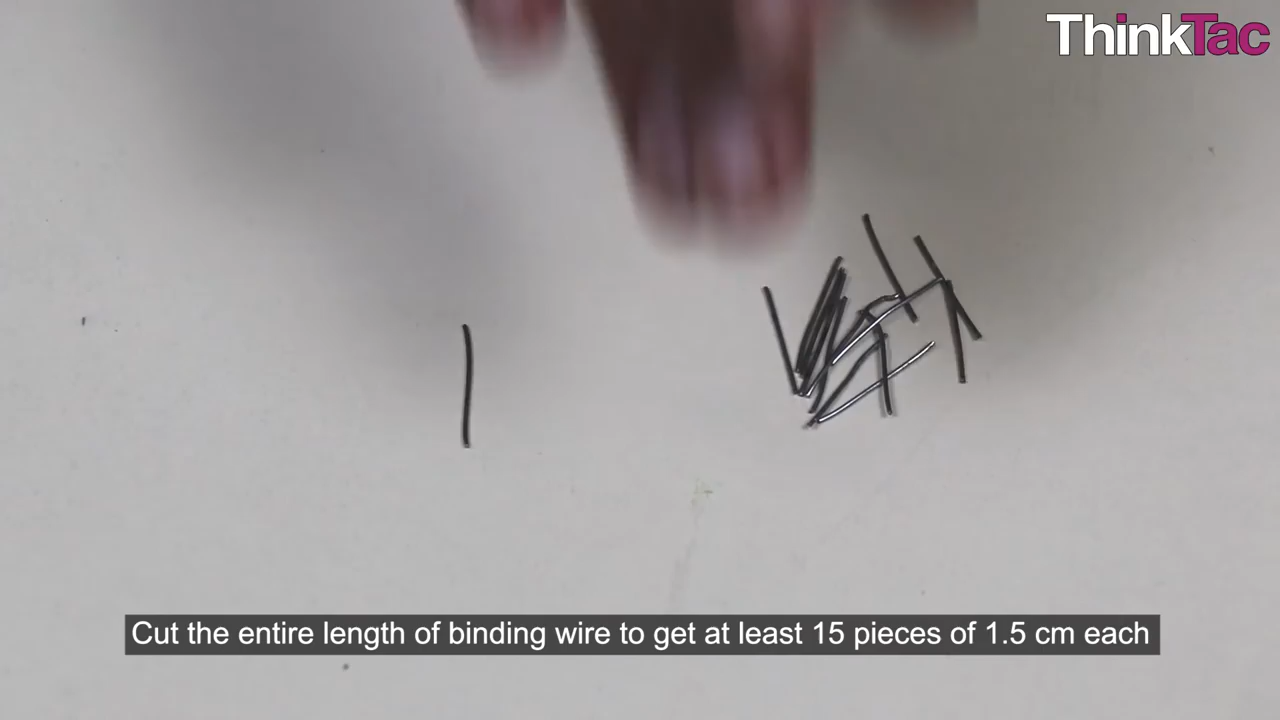 ThinkTac
Cut the entire length of binding wire to get at least 15 pieces of 1.5 cm each